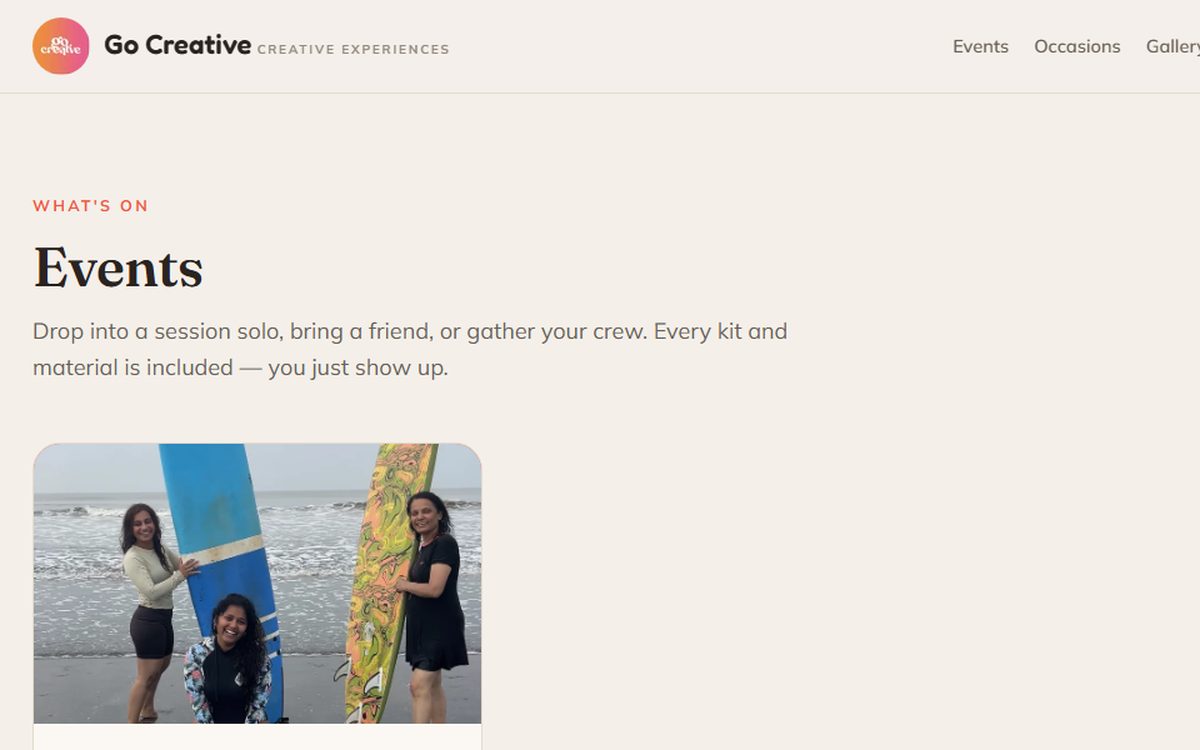 go
creative
Go Creative CREATIVE EXPERIENCES
Events Occasions Gallery
WHAT'S ON
Events
Drop into a session solo, bring a friend, or gather your crew. Every kit and
material is included — you just show up.